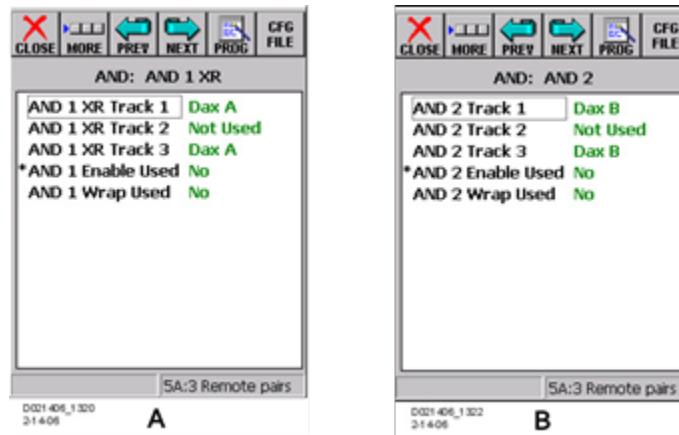 CLOSE MORE PREV NEXT PROG CFG FILE
AND: AND 1 XR
AND 1 XR Track 1 Dax A
AND 1 XR Track 2 Not Used
AND 1 XR Track 3 Dax A
*AND 1 Enable Used No
AND 1 Wrap Used No
5A:3 Remote pairs
D021406_1320
2-14-06
A
CLOSE MORE PREV NEXT PROG CFG FILE
AND: AND 2
AND 2 Track 1 Dax B
AND 2 Track 2 Not Used
AND 2 Track 3 Dax B
*AND 2 Enable Used No
AND 2 Wrap Used No
5A:3 Remote pairs
D021406_1322
2-14-06
B